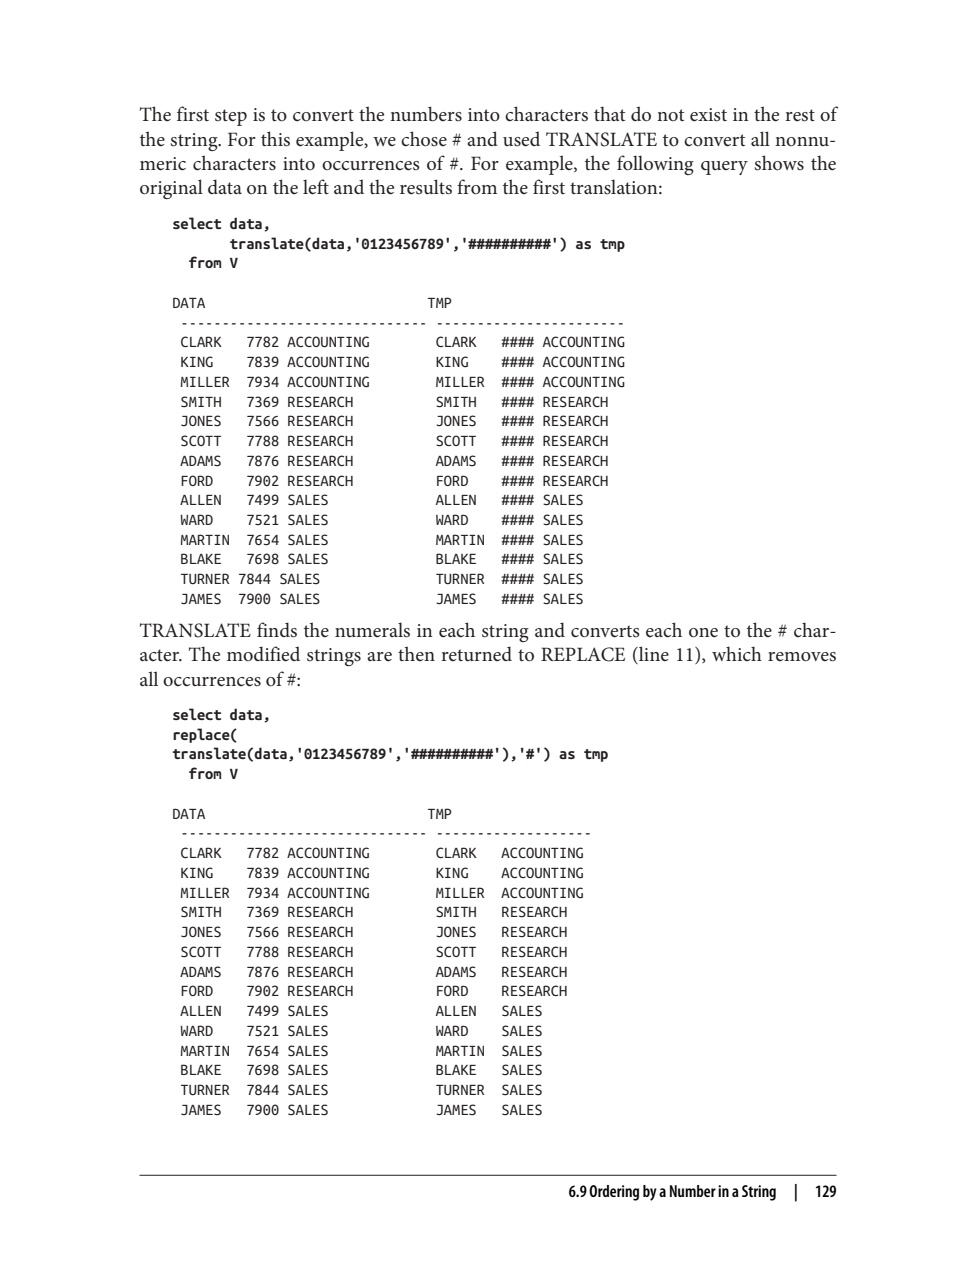 The first step is to convert the numbers into characters that do not exist in the rest of
the string. For this example, we chose # and used TRANSLATE to convert all nonnu-
meric characters into occurrences of #. For example, the following query shows the
original data on the left and the results from the first translation:
select data,
       translate(data,'0123456789','##########') as tmp
  from V
DATA                           TMP
 ------------------------------ -----------------------
 CLARK   7782 ACCOUNTING        CLARK   #### ACCOUNTING
 KING    7839 ACCOUNTING        KING    #### ACCOUNTING
 MILLER  7934 ACCOUNTING        MILLER  #### ACCOUNTING
 SMITH   7369 RESEARCH          SMITH   #### RESEARCH
 JONES   7566 RESEARCH          JONES   #### RESEARCH
 SCOTT   7788 RESEARCH          SCOTT   #### RESEARCH
 ADAMS   7876 RESEARCH          ADAMS   #### RESEARCH
 FORD    7902 RESEARCH          FORD    #### RESEARCH
 ALLEN   7499 SALES             ALLEN   #### SALES
 WARD    7521 SALES             WARD    #### SALES
 MARTIN  7654 SALES             MARTIN  #### SALES
 BLAKE   7698 SALES             BLAKE   #### SALES
 TURNER 7844 SALES              TURNER  #### SALES
 JAMES  7900 SALES              JAMES   #### SALES
TRANSLATE finds the numerals in each string and converts each one to the # char-
acter. The modified strings are then returned to REPLACE (line 11), which removes
all occurrences of #:
select data,
replace(
translate(data,'0123456789','##########'),'#') as tmp
  from V
DATA                           TMP
 ------------------------------ -------------------
 CLARK   7782 ACCOUNTING        CLARK   ACCOUNTING
 KING    7839 ACCOUNTING        KING    ACCOUNTING
 MILLER  7934 ACCOUNTING        MILLER  ACCOUNTING
 SMITH   7369 RESEARCH          SMITH   RESEARCH
 JONES   7566 RESEARCH          JONES   RESEARCH
 SCOTT   7788 RESEARCH          SCOTT   RESEARCH
 ADAMS   7876 RESEARCH          ADAMS   RESEARCH
 FORD    7902 RESEARCH          FORD    RESEARCH
 ALLEN   7499 SALES             ALLEN   SALES
 WARD    7521 SALES             WARD    SALES
 MARTIN  7654 SALES             MARTIN  SALES
 BLAKE   7698 SALES             BLAKE   SALES
 TURNER  7844 SALES             TURNER  SALES
 JAMES   7900 SALES             JAMES   SALES
6.9 Ordering by a Number in a String | 129